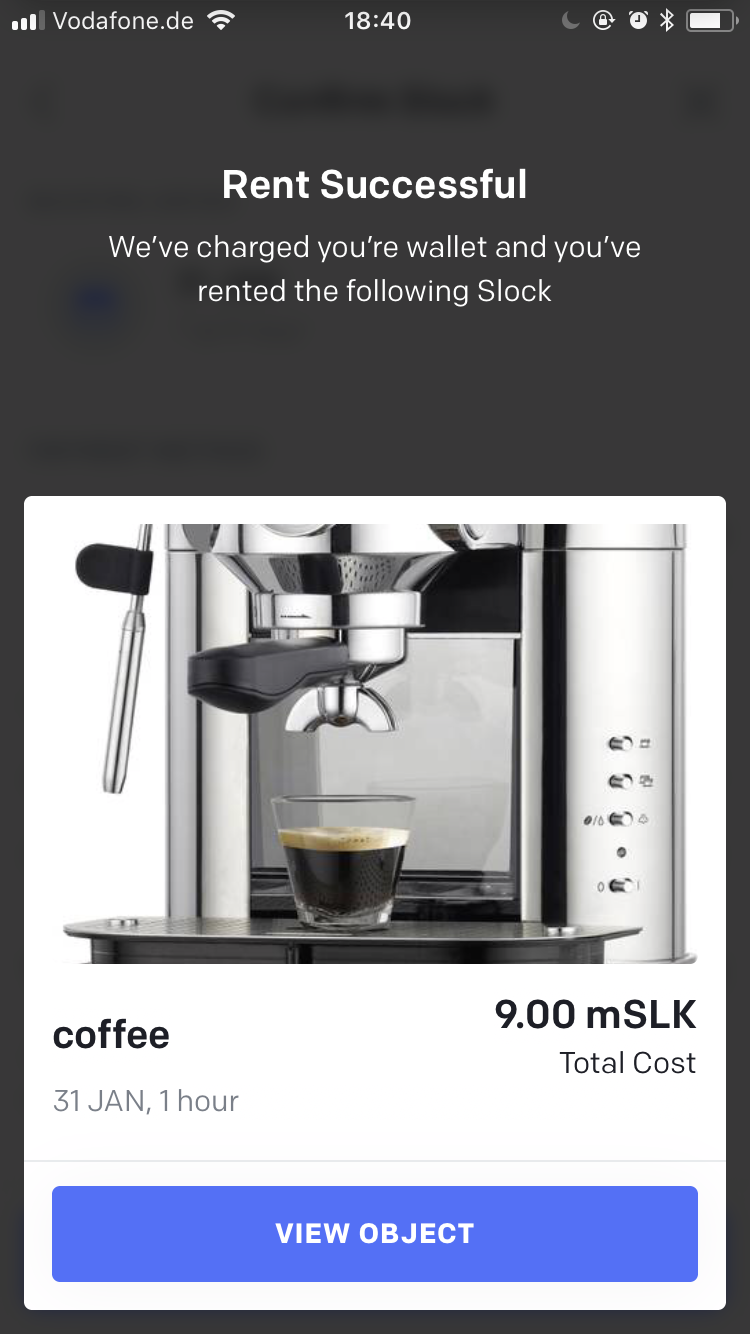 Vodafone.de
18:40
Rent Successful
We've charged you're wallet and you've
rented the following Slock
coffee
9.00 mSLK
Total Cost
31 JAN, 1 hour
VIEW OBJECT